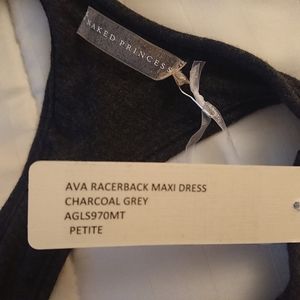 NAKED PRINCESS
AVA RACERBACK MAXI DRESS
CHARCOAL GREY
AGLS970MT
PETITE